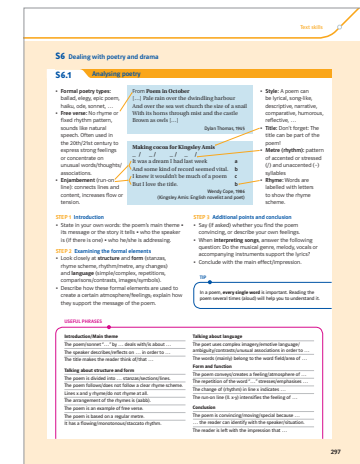 Text skills
S6 Dealing with poetry and drama
S6.1 Analysing poetry
• Formal poetry types:
ballad, elegy, epic poem,
haiku, ode, sonnet, ...
• Free verse: No rhyme or
fixed rhythm pattern,
sounds like natural
speech. Often used in
the 20th/21st century to
express strong feelings
or concentrate on
unusual words/thoughts/
associations.
• Enjambement (run-on
line): connects lines and
content, increases flow or
tension.
From Poem in October
[...] Pale rain over the dwindling harbour
And over the sea wet church the size of a snail
With its horns through mist and the castle
Brown as owls [...]
Dylan Thomas, 1945
Making cocoa for Kingsley Amis
_ / _ / _ / _ /
It was a dream I had last week a
And some kind of record seemed vital. b
I knew it wouldn't be much of a poem c
But I love the title. b
Wendy Cope, 1986
(Kingsley Amis: English novelist and poet)
• Style: A poem can
be lyrical, song-like,
descriptive, narrative,
comparative, humorous,
reflective, ...
• Title: Don't forget: The
title can be part of the
poem!
• Metre (rhythm): pattern
of accented or stressed
(/) and unaccented (–)
syllables
• Rhyme: Words are
labelled with letters
to show the rhyme
scheme.
STEP 1 Introduction
• State in your own words: the poem's main theme •
its message or the story it tells • who the speaker
is (if there is one) • who he/she is addressing.
STEP 2 Examining the formal elements
• Look closely at structure and form (stanzas,
rhyme scheme, rhythm/metre, any changes)
and language (simple/complex, repetitions,
comparisons/contrasts, images/symbols).
• Describe how these formal elements are used to
create a certain atmosphere/feelings; explain how
they support the message of the poem.
STEP 3 Additional points and conclusion
• Say (if asked) whether you find the poem
convincing, or describe your own feelings.
• When interpreting songs, answer the following
question: Do the musical genre, melody, vocals or
accompanying instruments support the lyrics?
• Conclude with the main effect/impression.
TIP
In a poem, every single word is important. Reading the
poem several times (aloud) will help you to understand it.
USEFUL PHRASES
Introduction/Main theme
The poem/sonnet "..." by ... deals with/is about ...
The speaker describes/reflects on ... in order to ...
The title makes the reader think of/that ...
Talking about structure and form
The poem is divided into ... stanzas/sections/lines.
The poem follows/does not follow a clear rhyme scheme.
Lines x and y rhyme/do not rhyme at all.
The arrangement of the rhymes is (aabb).
The poem is an example of free verse.
The poem is based on a regular metre.
It has a flowing/monotonous/staccato rhythm.
Talking about language
The poet uses complex imagery/emotive language/
ambiguity/contrasts/unusual associations in order to ...
The words (mainly) belong to the word field/area of ...
Form and function
The poem conveys/creates a feeling/atmosphere of ...
The repetition of the word "..." stresses/emphasises ...
The change of (rhythm) in line x indicates ...
The run-on line (ll. x-y) intensifies the feeling of ...
Conclusion
The poem is convincing/moving/special because ...
... the reader can identify with the speaker/situation.
The reader is left with the impression that ...
297